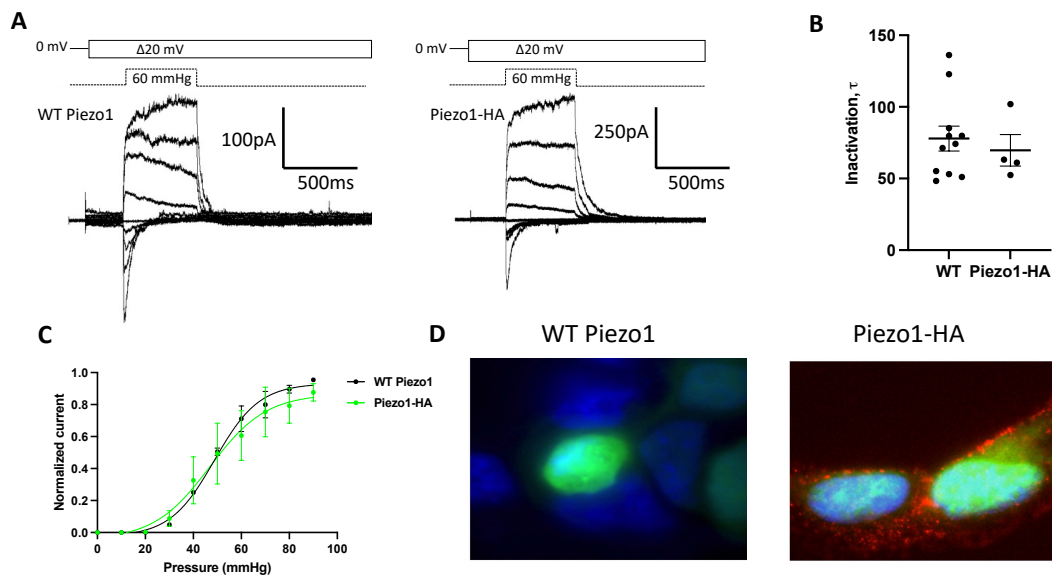 A
0 mV
Δ20 mV
60 mmHg
WT Piezo1
100pA
500ms
0 mV
Δ20 mV
60 mmHg
Piezo1-HA
250pA
500ms
B
Inactivation, τ
150
100
50
0
WT Piezo1-HA
C
Normalized current
1.0
0.8
0.6
0.4
0.2
0.0
0 20 40 60 80 100
Pressure (mmHg)
WT Piezo1
Piezo1-HA
D
WT Piezo1
Piezo1-HA